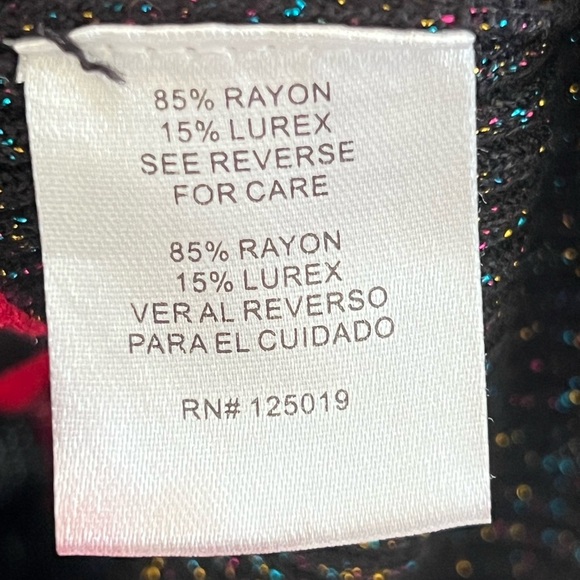 85% RAYON
15% LUREX
SEE REVERSE
FOR CARE
85% RAYON
15% LUREX
VER AL REVERSO
PARA EL CUIDADO
RN# 125019